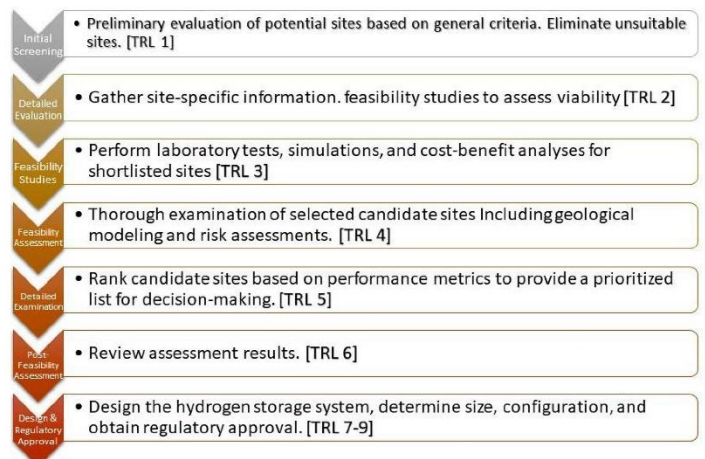 Initial
Screening
• Preliminary evaluation of potential sites based on general criteria. Eliminate unsuitable
sites. [TRL 1]
Detailed
Evaluation
• Gather site-specific information. feasibility studies to assess viability [TRL 2]
Feasibility
Studies
• Perform laboratory tests, simulations, and cost-benefit analyses for
shortlisted sites [TRL 3]
Feasibility
Assessment
• Thorough examination of selected candidate sites Including geological
modeling and risk assessments. [TRL 4]
Detailed
Examination
• Rank candidate sites based on performance metrics to provide a prioritized
list for decision-making. [TRL 5]
Post-
Feasibility
Assessment
• Review assessment results. [TRL 6]
Design &
Regulatory
Approval
• Design the hydrogen storage system, determine size, configuration, and
obtain regulatory approval. [TRL 7-9]